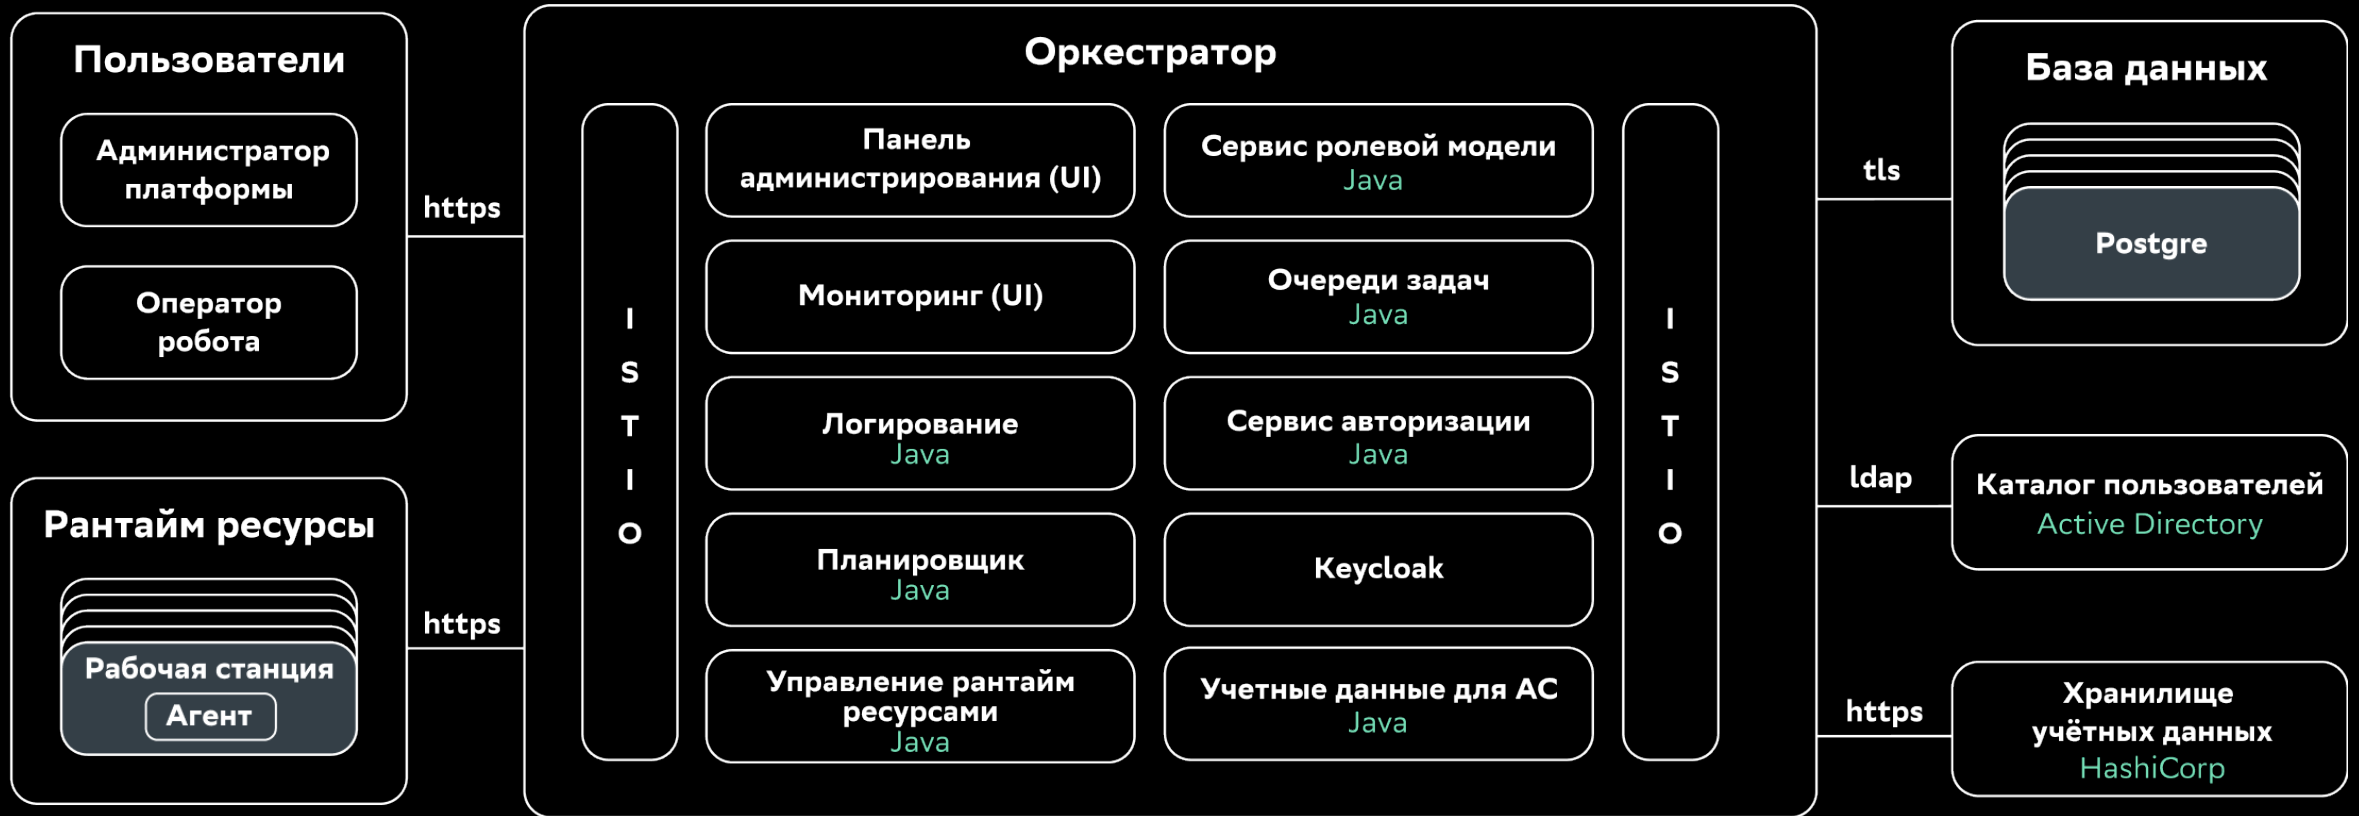 Пользователи
Администратор
платформы
Оператор
робота
https
Рантайм ресурсы
Рабочая станция
Агент
https
Оркестратор
I
S
T
I
O
Панель
администрирования (UI)
Мониторинг (UI)
Логирование
Java
Планировщик
Java
Управление рантайм
ресурсами
Java
Сервис ролевой модели
Java
Очереди задач
Java
Сервис авторизации
Java
Keycloak
Учетные данные для АС
Java
I
S
T
I
O
tls
База данных
Postgre
ldap
Каталог пользователей
Active Directory
https
Хранилище
учётных данных
HashiCorp